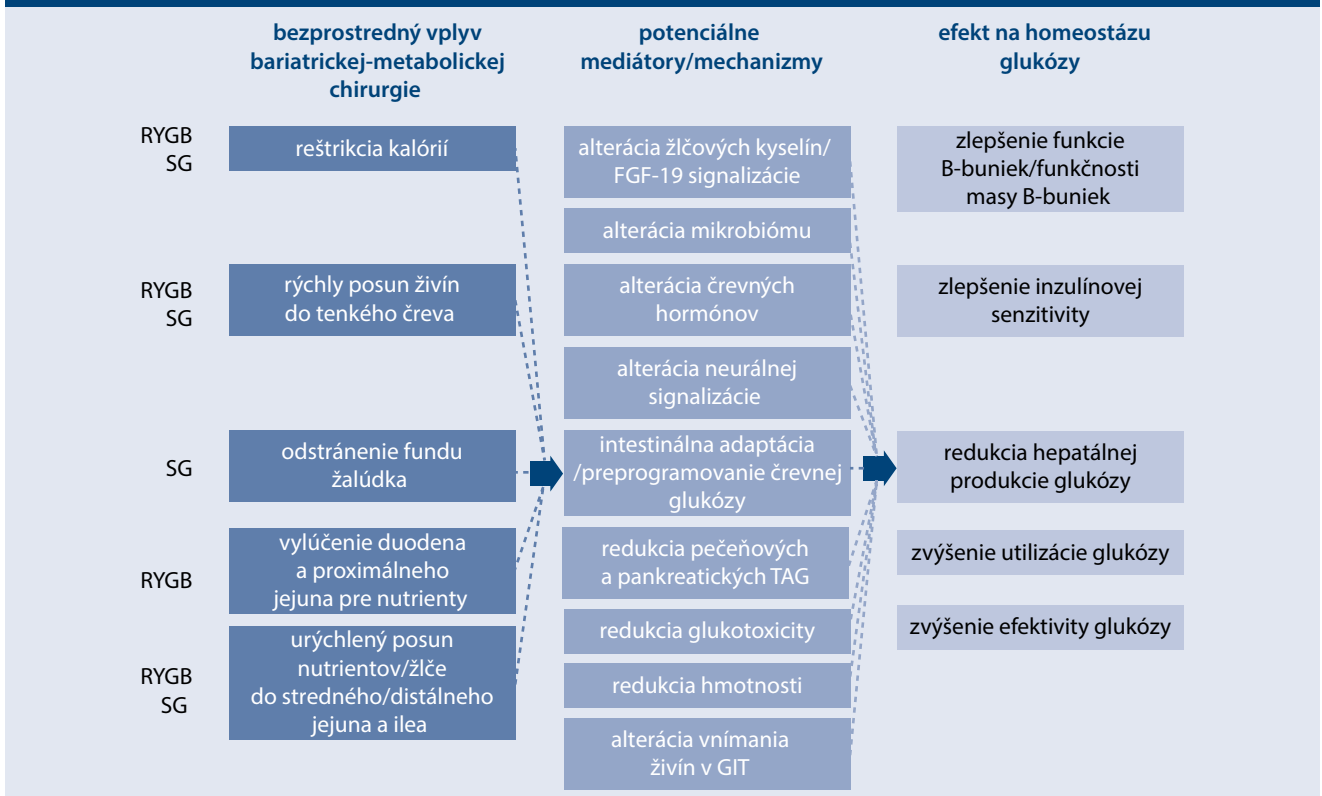 bezprostredný vplyv
bariatrickej-metabolickej
chirurgie
potenciálne
mediátory/mechanizmy
efekt na homeostázu
glukózy
RYGB
SG
reštrikcia kalórií
RYGB
SG
rýchly posun živín
do tenkého čreva
SG
odstránenie fundu
žalúdka
RYGB
vylúčenie duodena
a proximálneho
jejuna pre nutrienty
RYGB
SG
urýchlený posun
nutrientov/žlče
do stredného/distálneho
jejuna a ilea
alterácia žlčových kyselín/
FGF-19 signalizácie
alterácia mikrobiómu
alterácia črevných
hormónov
alterácia neurálnej
signalizácie
intestinálna adaptácia
/preprogramovanie črevnej
glukózy
redukcia pečeňových
a pankreatických TAG
redukcia glukotoxicity
redukcia hmotnosti
alterácia vnímania
živín v GIT
zlepšenie funkcie
B-buniek/funkčnosti
masy B-buniek
zlepšenie inzulínovej
senzitivity
redukcia hepatálnej
produkcie glukózy
zvýšenie utilizácie glukózy
zvýšenie efektivity glukózy